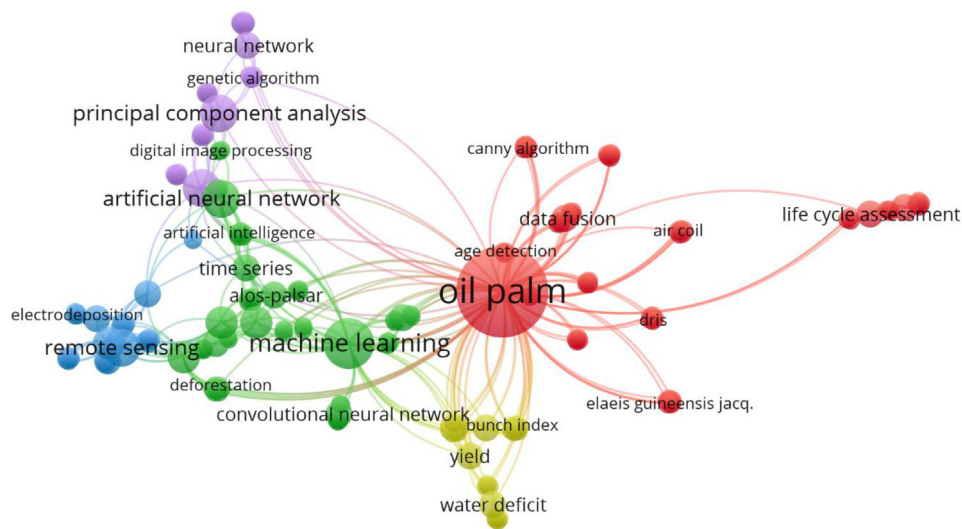 neural network
genetic algorithm
principal component analysis
digital image processing
canny algorithm
artificial neural network
life cycle assessment
data fusion
artificial intelligence
air coil
age detection
time series
alos-palsar
oil palm
electrodeposition
dris
remote sensing
machine learning
deforestation
elaeis guineensis jacq.
convolutional neural network
bunch index
yield
water deficit